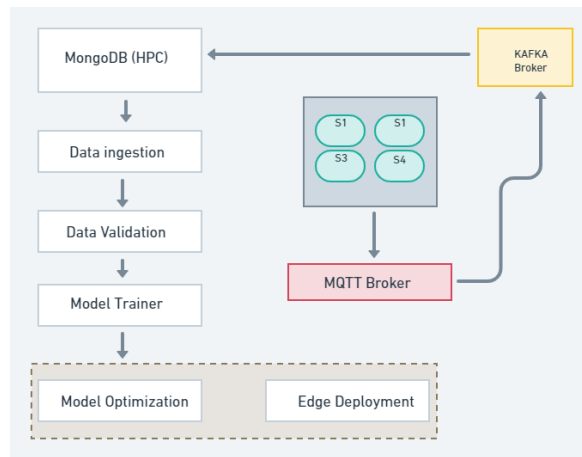 MongoDB (HPC)
KAFKA
Broker
S1
S1
S3
S4
Data ingestion
Data Validation
MQTT Broker
Model Trainer
Model Optimization
Edge Deployment